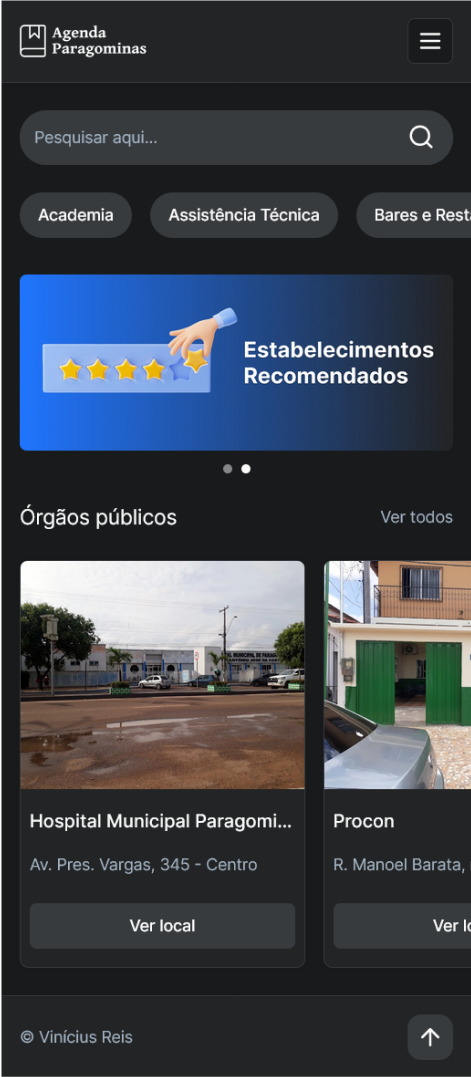 Agenda
Paragominas
Pesquisar aqui...
Academia
Assistência Técnica
Bares e Resta
Estabelecimentos
Recomendados
Órgãos públicos
Ver todos
Hospital Municipal Paragomi...
Procon
Av. Pres. Vargas, 345 - Centro
R. Manoel Barata,
Ver local
Ver lo
© Vinícius Reis